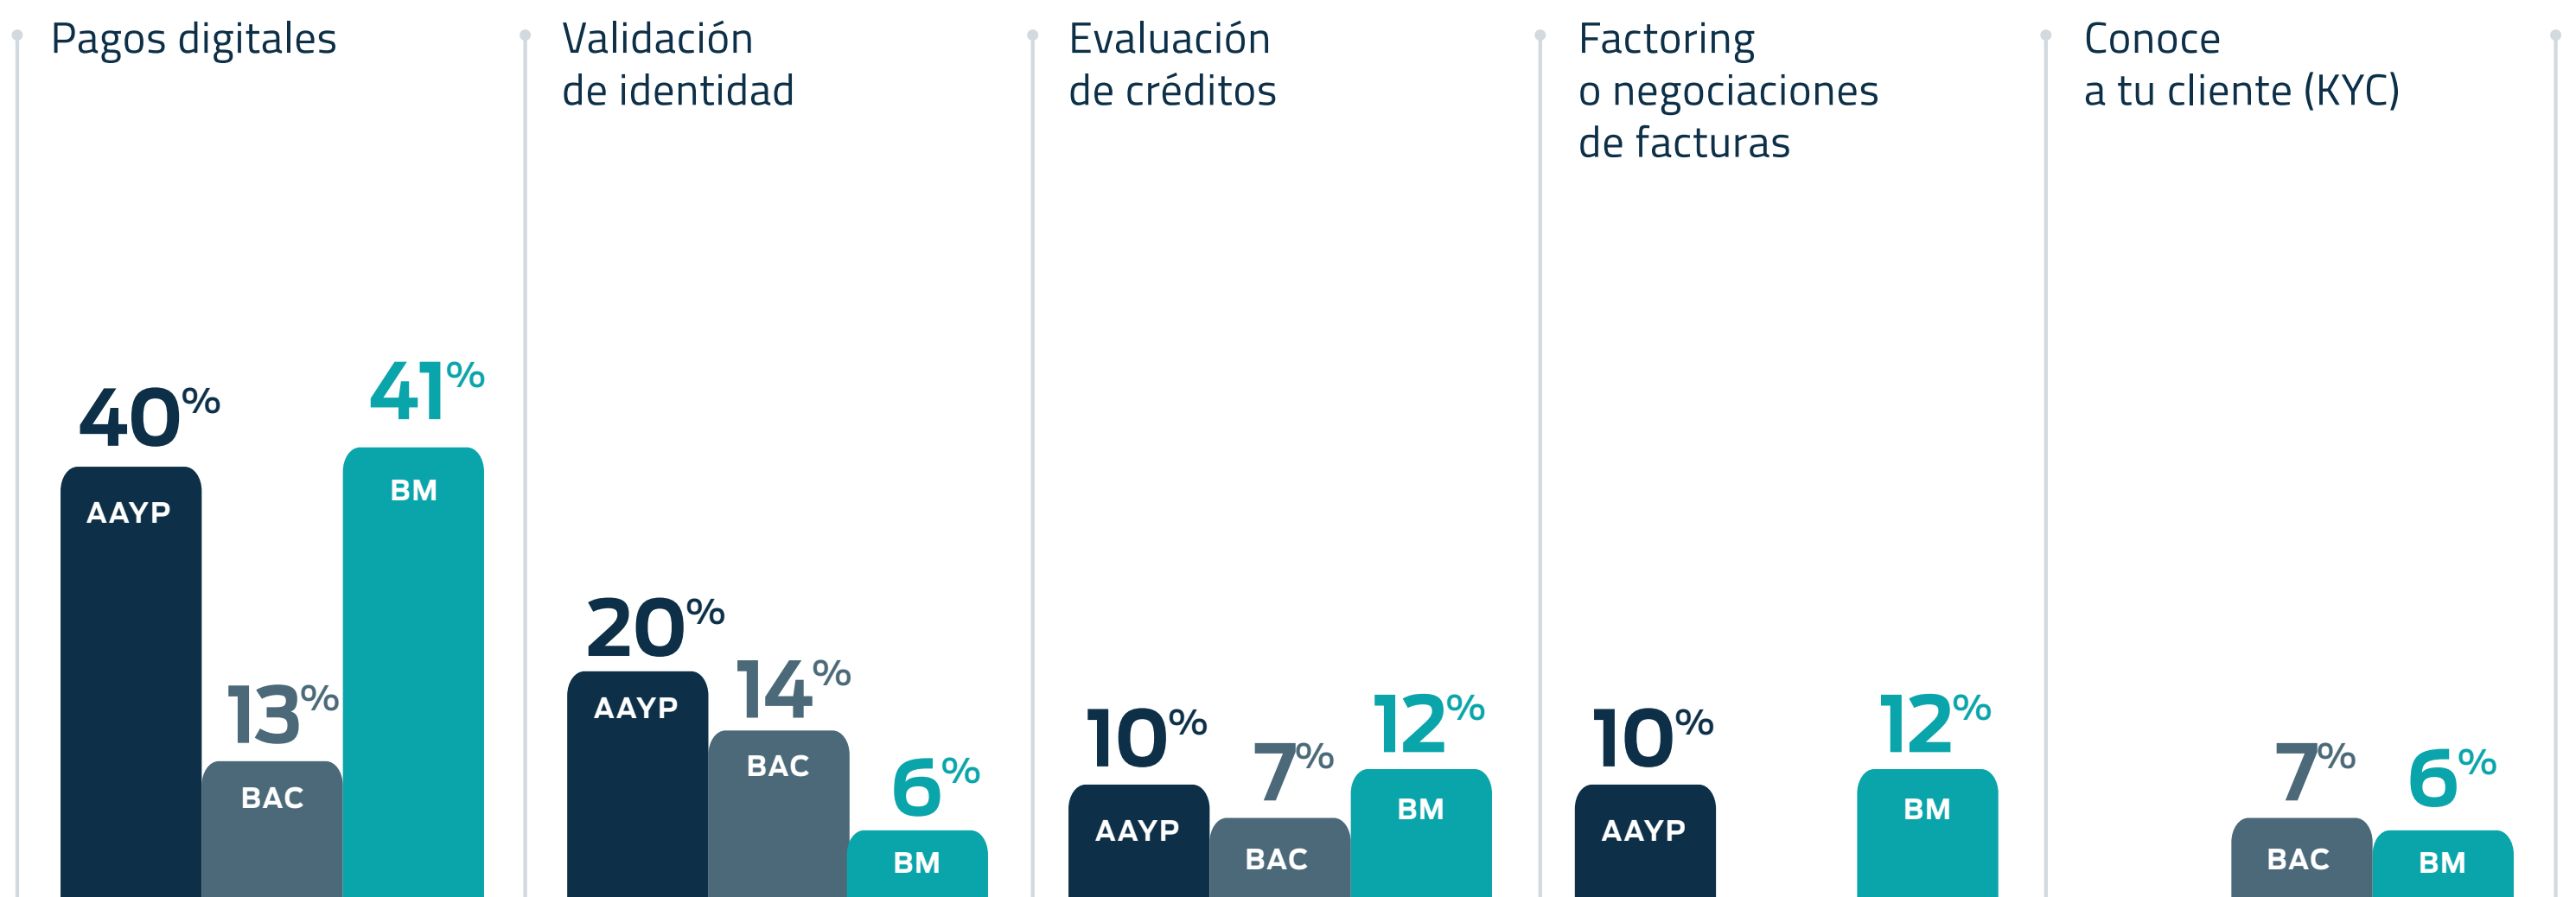 Pagos digitales
40%
AAYP
13%
BAC
41%
BM
Validación
de identidad
20%
AAYP
14%
BAC
6%
BM
Evaluación
de créditos
10%
AAYP
7%
BAC
12%
BM
Factoring
o negociaciones
de facturas
10%
AAYP
12%
BM
Conoce
a tu cliente (KYC)
7%
BAC
6%
BM